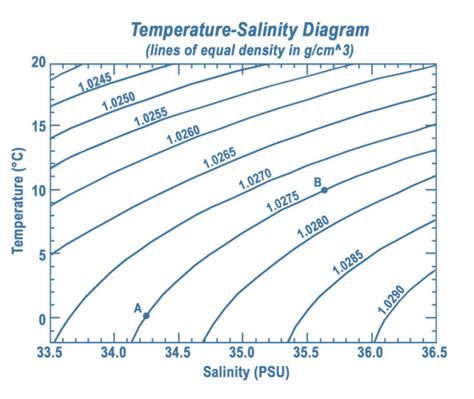 Temperature-Salinity Diagram
(lines of equal density in g/cm^3)
20
15
10
5
0
Temperature (°C)
1.0245
1.0250
1.0255
1.0260
1.0265
1.0270
1.0275
1.0280
1.0285
1.0290
B
A
33.5 34.0 34.5 35.0 35.5 36.0 36.5
Salinity (PSU)